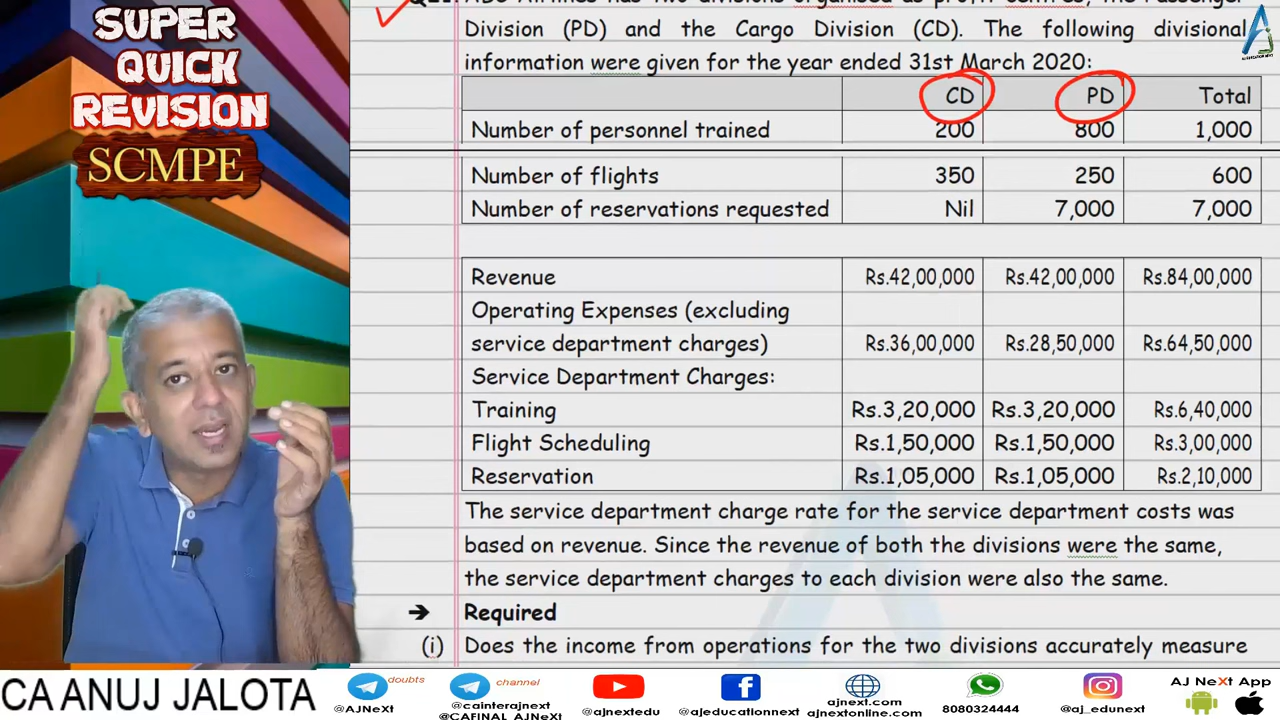 SUPER
QUICK
REVISION
SCMPE
Division (PD) and the Cargo Division (CD). The following divisional
information were given for the year ended 31st March 2020:
CD PD Total
Number of personnel trained 200 800 1,000
Number of flights 350 250 600
Number of reservations requested Nil 7,000 7,000
Revenue Rs.42,00,000 Rs.42,00,000 Rs.84,00,000
Operating Expenses (excluding
service department charges) Rs.36,00,000 Rs.28,50,000 Rs.64,50,000
Service Department Charges:
Training Rs.3,20,000 Rs.3,20,000 Rs.6,40,000
Flight Scheduling Rs.1,50,000 Rs.1,50,000 Rs.3,00,000
Reservation Rs.1,05,000 Rs.1,05,000 Rs.2,10,000
The service department charge rate for the service department costs was
based on revenue. Since the revenue of both the divisions were the same,
the service department charges to each division were also the same.
➔ Required
(i) Does the income from operations for the two divisions accurately measure
CA ANUJ JALOTA
doubts
@AJNeXt
channel
@cainterajnext
@CAFINAL_AJNeXt
@ajnextedu
@ajeducationnext
ajnext.com
ajnextonline.com
8080324444
@aj_edunext
AJ NeXt App